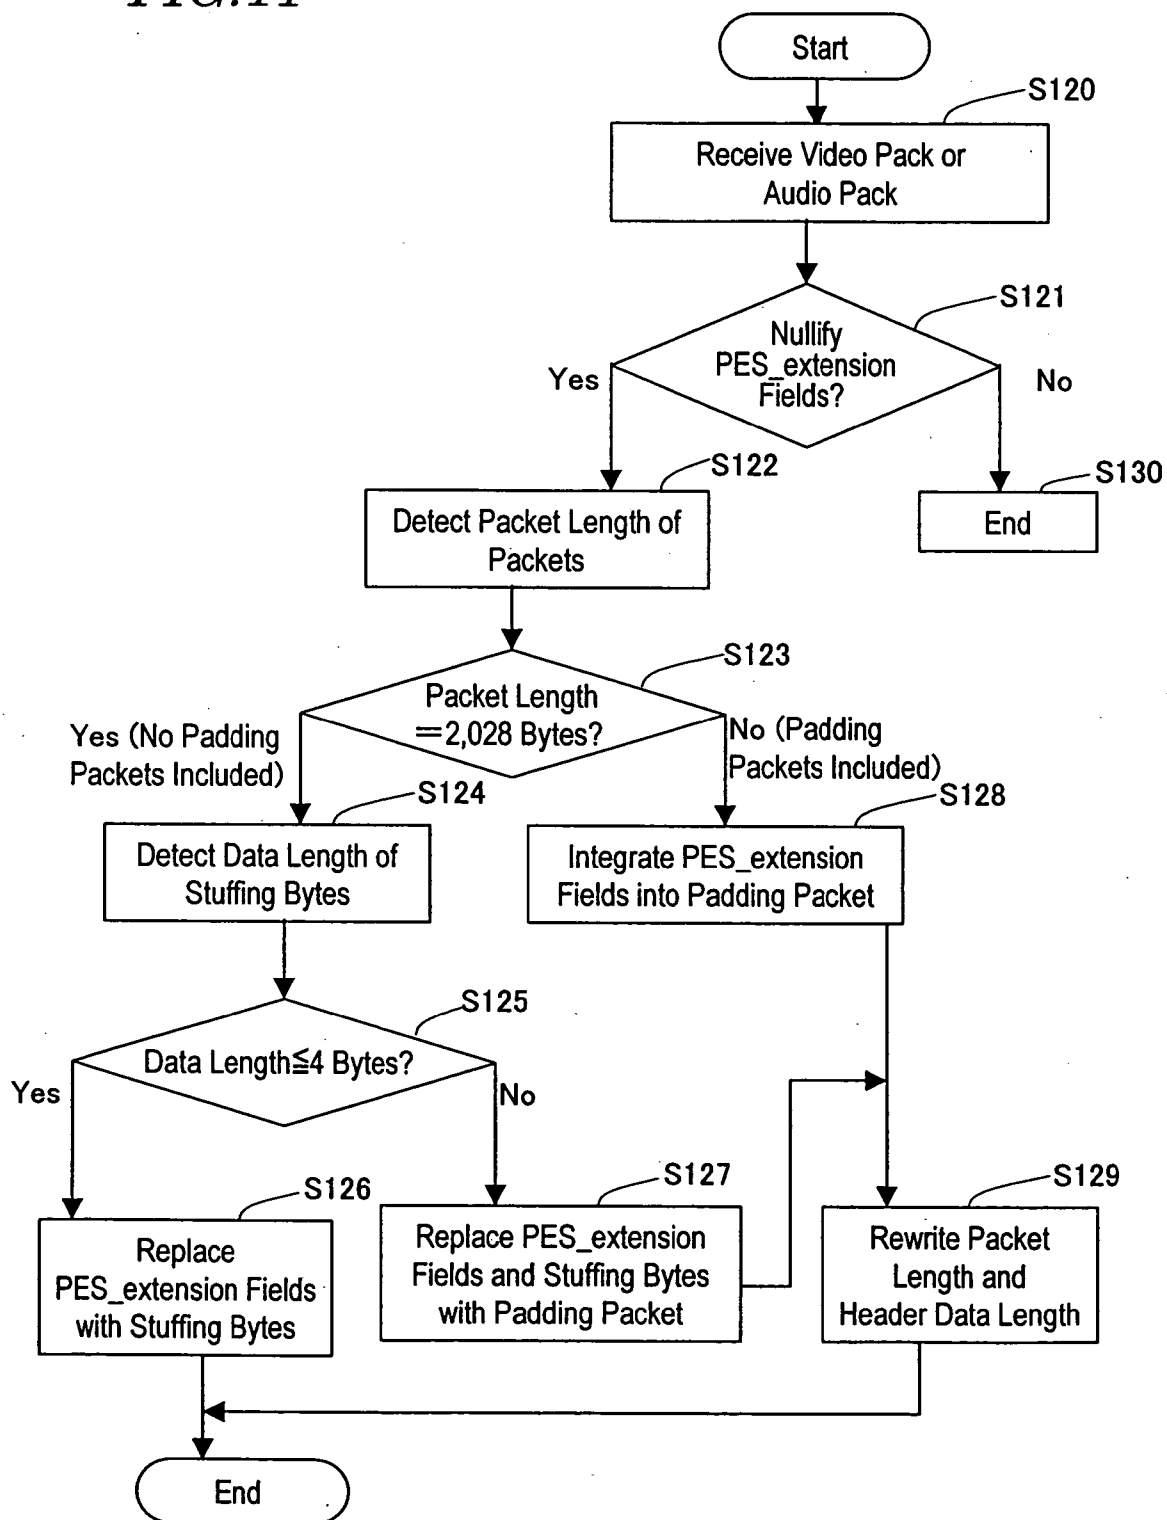 Start
S120
Receive Video Pack or
Audio Pack
S121
Nullify
PES_extension
Fields?
Yes
No
S122
S130
Detect Packet Length of
Packets
End
S123
Packet Length
=2,028 Bytes?
Yes (No Padding
Packets Included)
No (Padding
Packets Included)
S124
S128
Detect Data Length of
Stuffing Bytes
Integrate PES_extension
Fields into Padding Packet
S125
Data Length≦4 Bytes?
Yes
No
S126
S127
S129
Replace
PES_extension Fields
with Stuffing Bytes
Replace PES_extension
Fields and Stuffing Bytes
with Padding Packet
Rewrite Packet
Length and
Header Data Length
End